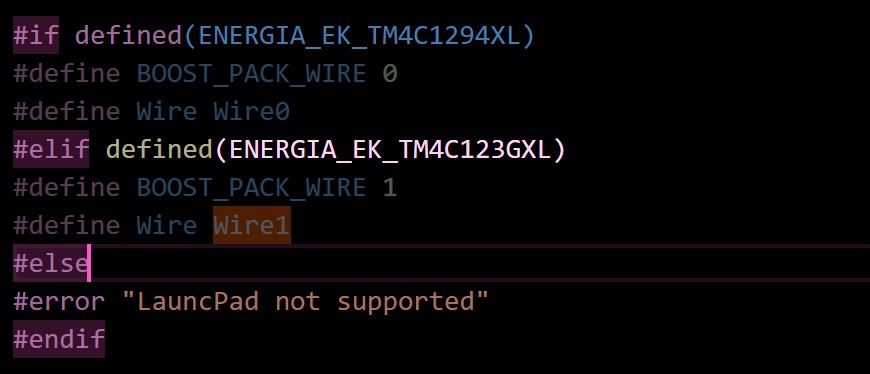 #if defined(ENERGIA_EK_TM4C1294XL)
#define BOOST_PACK_WIRE 0
#define Wire Wire0
#elif defined(ENERGIA_EK_TM4C123GXL)
#define BOOST_PACK_WIRE 1
#define Wire Wire1
#else
#error "LauncPad not supported"
#endif